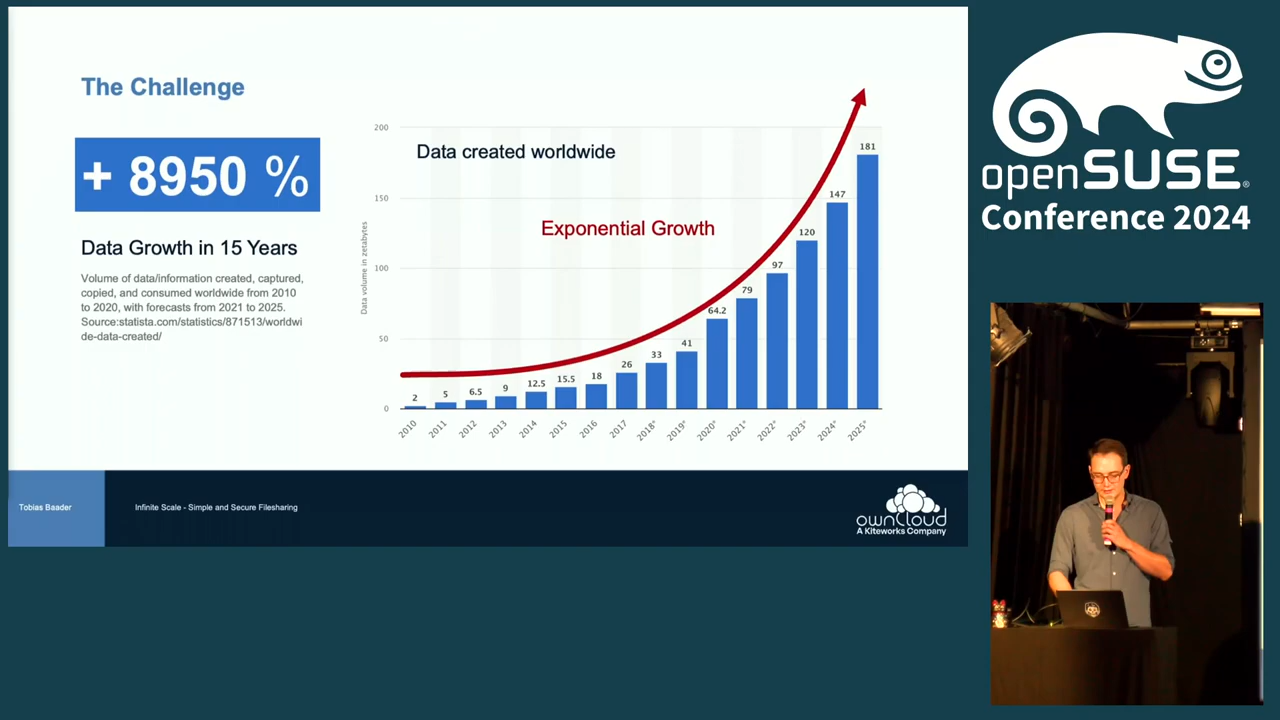 The Challenge
+ 8950 %
Data Growth in 15 Years
Volume of data/information created, captured,
copied, and consumed worldwide from 2010
to 2020, with forecasts from 2021 to 2025.
Source:statista.com/statistics/871513/worldwi
de-data-created/
Data created worldwide
Exponential Growth
Data volume in zetabytes
200
150
100
50
0
2
5
6.5
9
12.5
15.5
18
26
33
41
64.2
79
97
120
147
181
2010
2011
2012
2013
2014
2015
2016
2017
2018*
2019*
2020*
2021*
2022*
2023*
2024*
2025*
Tobias Baader
Infinite Scale - Simple and Secure Filesharing
ownCloud
A Kiteworks Company
openSUSE®
Conference 2024